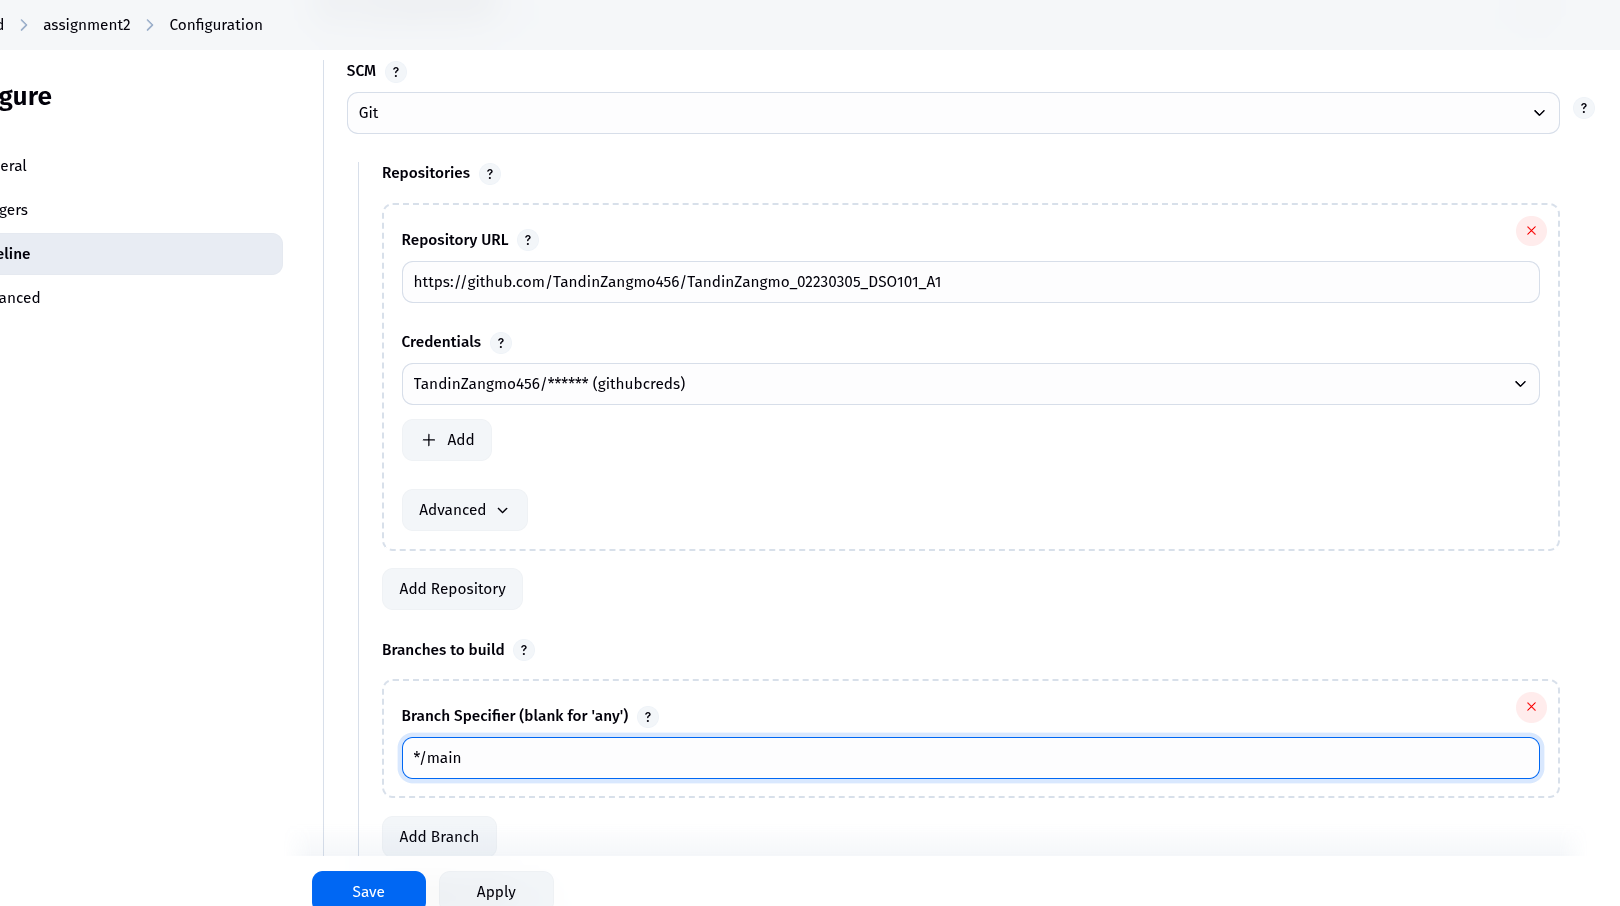 d > assignment2 > Configuration
SCM ?
gure
Git
?
eral
Repositories ?
gers
Repository URL ?
eline
https://github.com/TandinZangmo456/TandinZangmo_02230305_DSO101_A1
anced
Credentials ?
TandinZangmo456/****** (githubcreds)
+ Add
Advanced
Add Repository
Branches to build ?
Branch Specifier (blank for 'any') ?
*/main
Add Branch
Save Apply